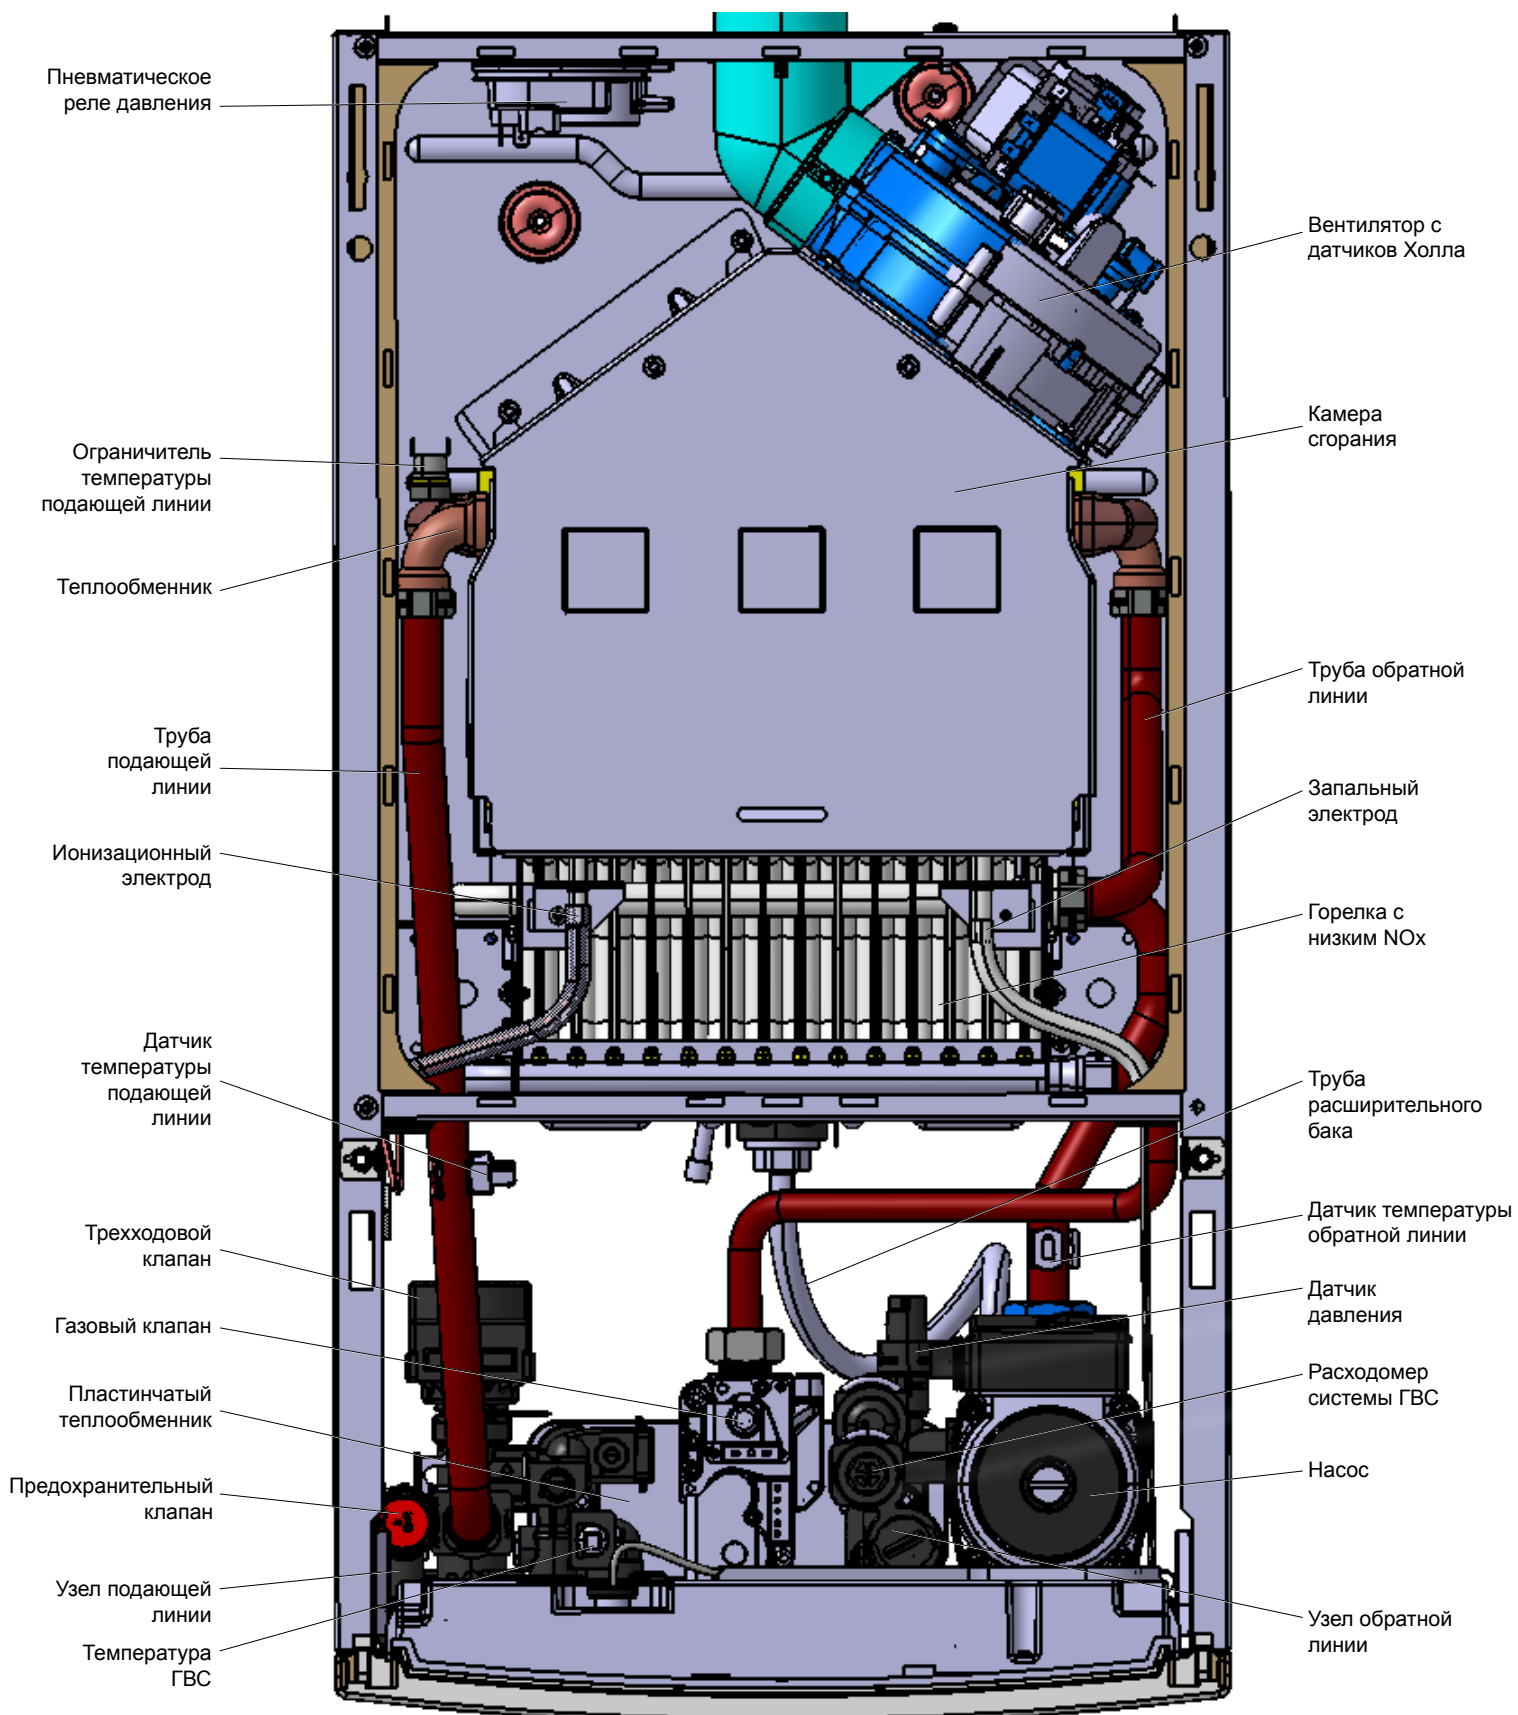 Пневматическое
реле давления
Ограничитель
температуры
подающей линии
Теплообменник
Труба
подающей
линии
Ионизационный
электрод
Датчик
температуры
подающей
линии
Трехходовой
клапан
Газовый клапан
Пластинчатый
теплообменник
Предохранительный
клапан
Узел подающей
линии
Температура
ГВС
Вентилятор с
датчиков Холла
Камера
сгорания
Труба обратной
линии
Запальный
электрод
Горелка с
низким NOx
Труба
расширительного
бака
Датчик температуры
обратной линии
Датчик
давления
Расходомер
системы ГВС
Насос
Узел обратной
линии